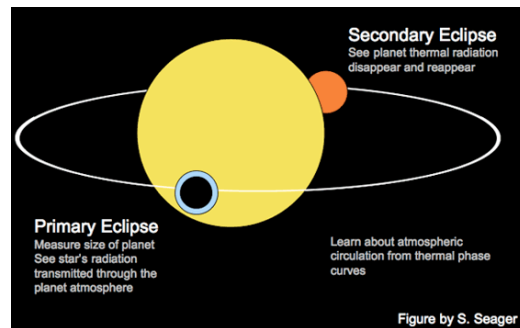 Secondary Eclipse
See planet thermal radiation
disappear and reappear
Primary Eclipse
Measure size of planet
See star's radiation
transmitted through the
planet atmosphere
Learn about atmospheric
circulation from thermal phase
curves
Figure by S. Seager